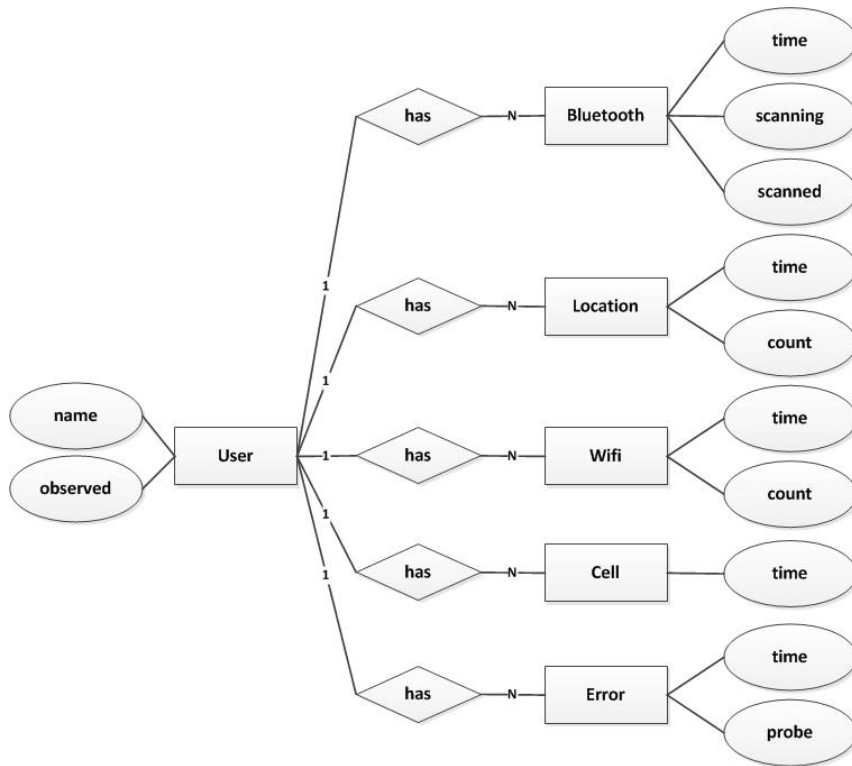 time
has
N
Bluetooth
scanning
scanned
1
time
has
N
Location
count
1
name
User
observed
1
has
N
Wifi
time
count
1
has
N
Cell
time
1
has
N
Error
time
probe